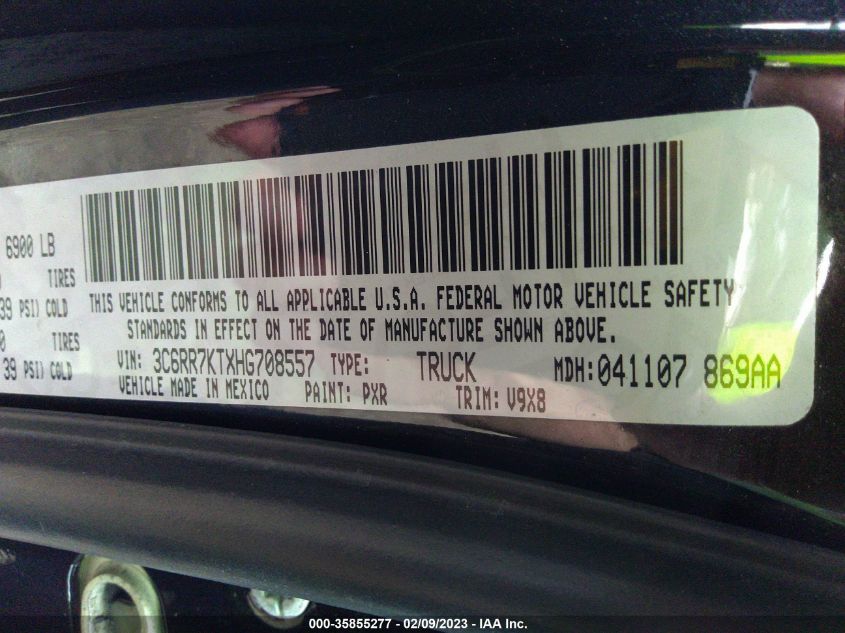 6900 LB
TIRES
39 PSI) COLD
TIRES
39 PSI) COLD
THIS VEHICLE CONFORMS TO ALL APPLICABLE U.S.A. FEDERAL MOTOR VEHICLE SAFETY
STANDARDS IN EFFECT ON THE DATE OF MANUFACTURE SHOWN ABOVE.
VIN: 3C6RR7KTXHG708557 TYPE: TRUCK MDH:041107 869AA
VEHICLE MADE IN MEXICO PAINT: PXR TRIM: V9X8
000-35855277 - 02/09/2023 - IAA Inc.